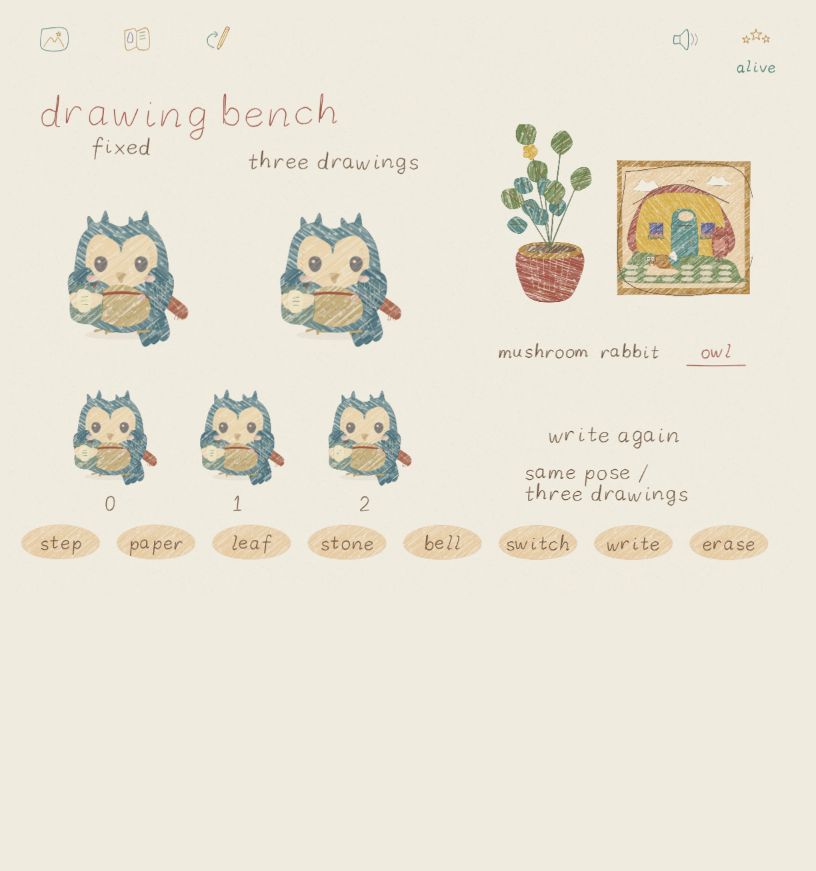 alive
drawing bench
fixed
three drawings
mushroom rabbit owl
write again
same pose /
three drawings
0 1 2
step paper leaf stone bell switch write erase